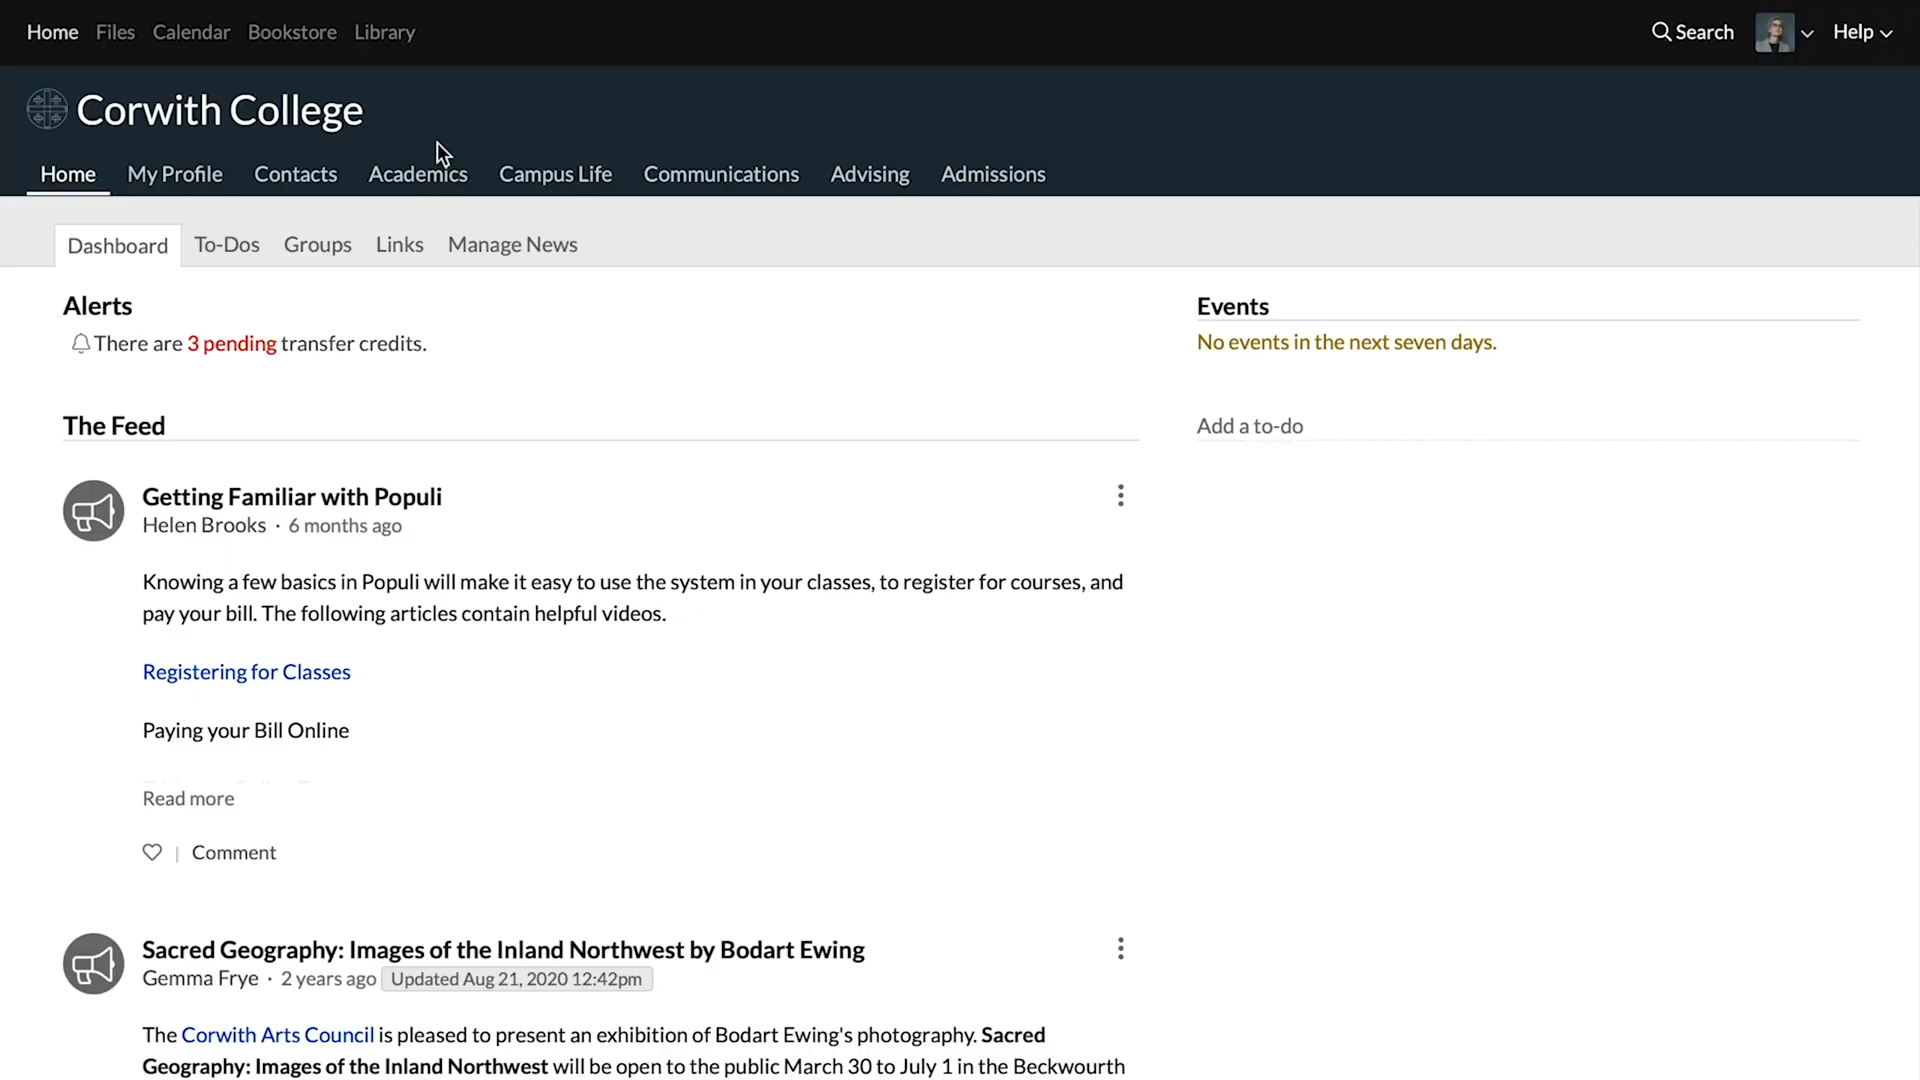 Home Files Calendar Bookstore Library Search Help
Corwith College
Home My Profile Contacts Academics Campus Life Communications Advising Admissions
Dashboard To-Dos Groups Links Manage News
Alerts
There are 3 pending transfer credits.
Events
No events in the next seven days.
The Feed
Add a to-do
Getting Familiar with Populi
Helen Brooks · 6 months ago
Knowing a few basics in Populi will make it easy to use the system in your classes, to register for courses, and
pay your bill. The following articles contain helpful videos.
Registering for Classes
Paying your Bill Online
Read more
Comment
Sacred Geography: Images of the Inland Northwest by Bodart Ewing
Gemma Frye · 2 years ago Updated Aug 21, 2020 12:42pm
The Corwith Arts Council is pleased to present an exhibition of Bodart Ewing's photography. Sacred
Geography: Images of the Inland Northwest will be open to the public March 30 to July 1 in the Beckwourth